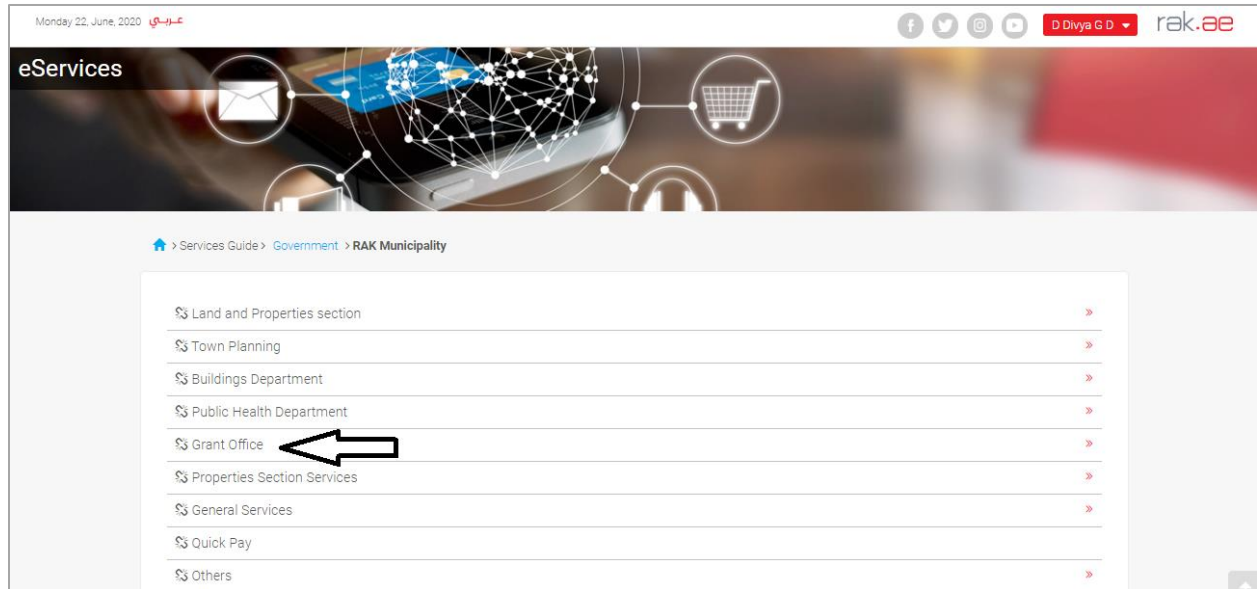 Monday 22, June, 2020 عـربـي
D Divya G D
rak.ae
eServices
> Services Guide > Government > RAK Municipality
Land and Properties section
Town Planning
Buildings Department
Public Health Department
Grant Office
Properties Section Services
General Services
Quick Pay
Others